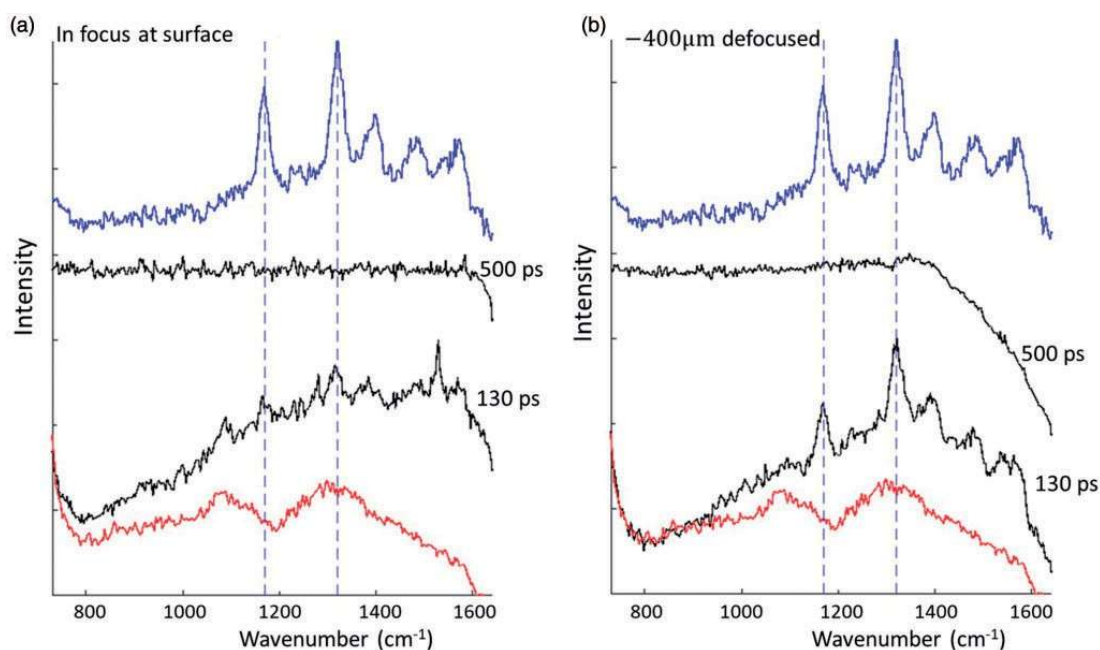 (a) In focus at surface
Intensity
500 ps
130 ps
800 1000 1200 1400 1600
Wavenumber (cm⁻¹)
(b) −400μm defocused
Intensity
500 ps
130 ps
800 1000 1200 1400 1600
Wavenumber (cm⁻¹)